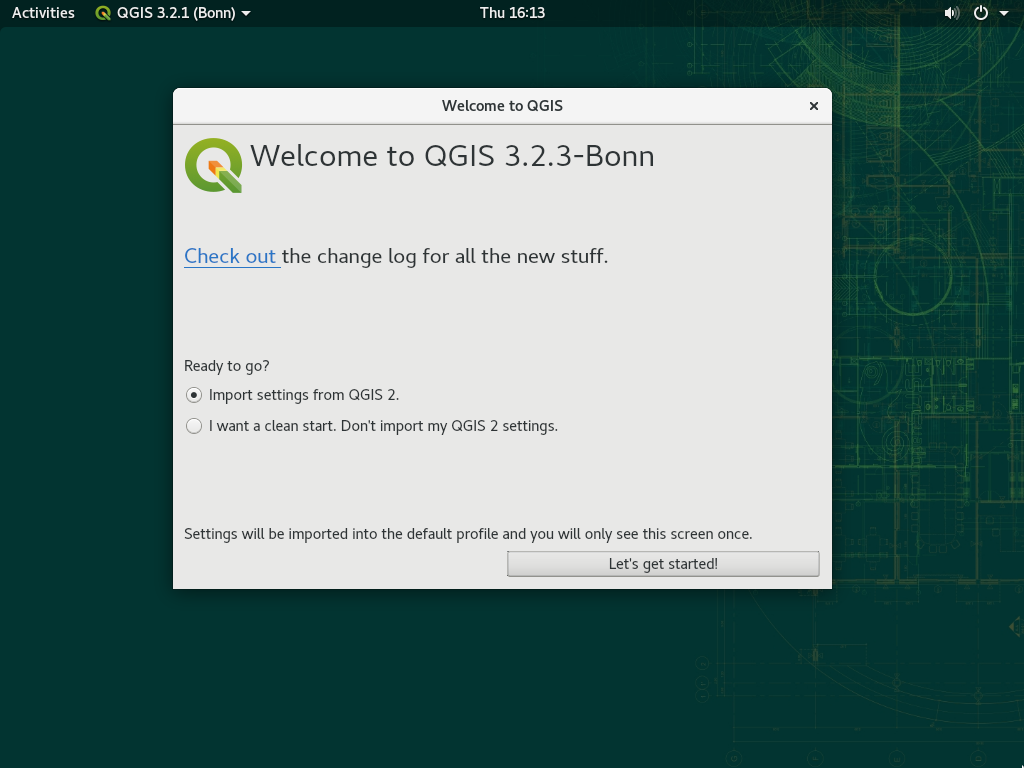 Activities QGIS 3.2.1 (Bonn) Thu 16:13
Welcome to QGIS
Welcome to QGIS 3.2.3-Bonn
Check out the change log for all the new stuff.
Ready to go?
Import settings from QGIS 2.
I want a clean start. Don't import my QGIS 2 settings.
Settings will be imported into the default profile and you will only see this screen once.
Let's get started!